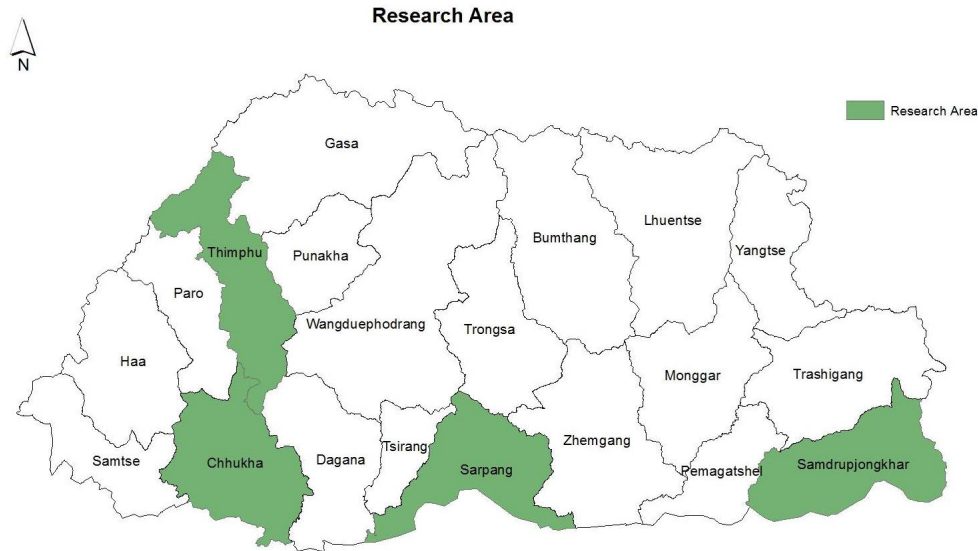 Research Area
N
Research Area
Gasa
Lhuentse
Thimphu
Punakha
Bumthang
Yangtse
Paro
Wangduephodrang
Trongsa
Haa
Monggar
Trashigang
Samtse
Chhukha
Dagana
Tsirang
Sarpang
Zhemgang
Pemagatshel
Samdrupjongkhar